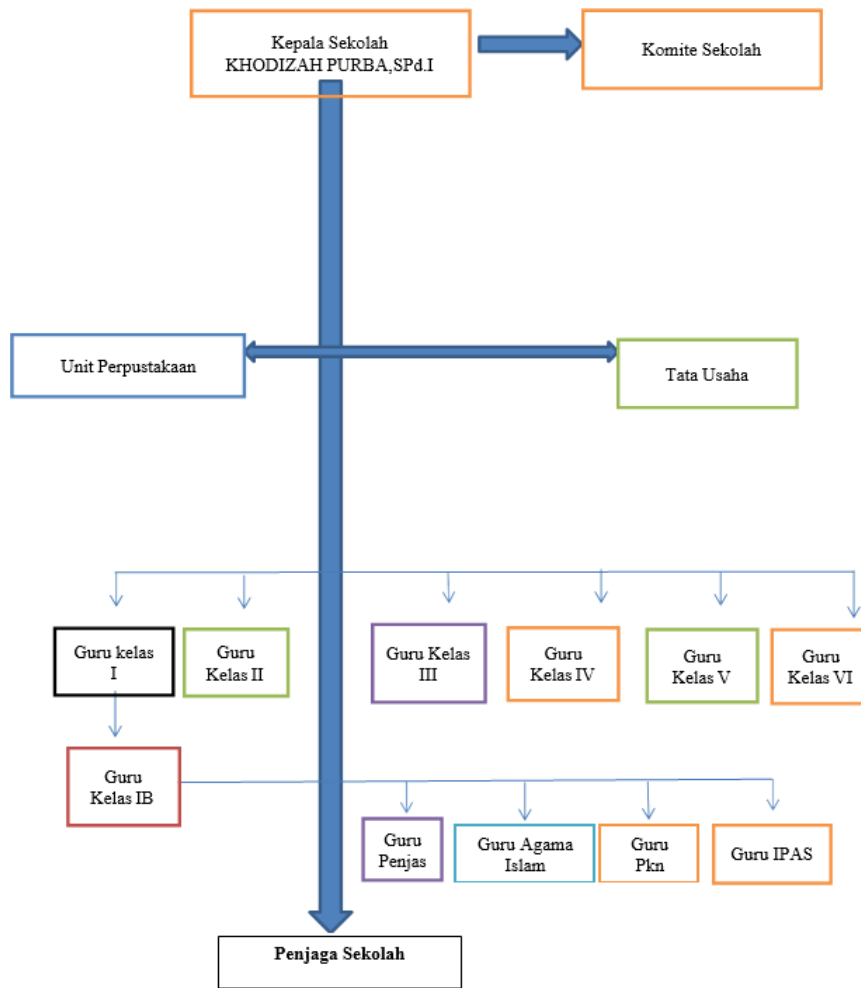 Kepala Sekolah
KHODIZAH PURBA,SPd.I
Komite Sekolah
Unit Perpustakaan
Tata Usaha
Guru kelas
I
Guru
Kelas II
Guru Kelas
III
Guru
Kelas IV
Guru
Kelas V
Guru
Kelas VI
Guru
Kelas IB
Guru
Penjas
Guru Agama
Islam
Guru
Pkn
Guru IPAS
Penjaga Sekolah